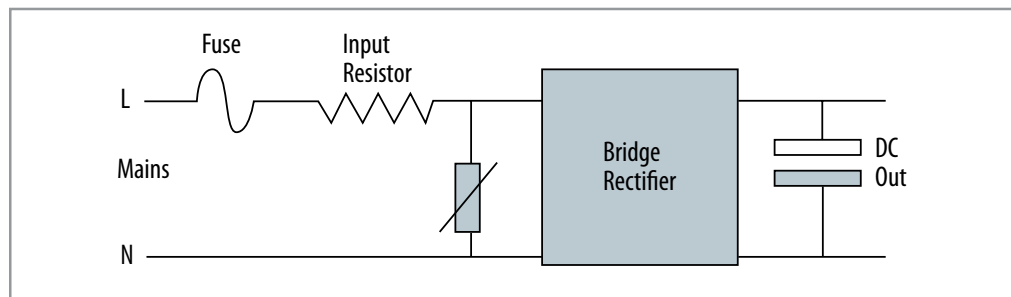 Fuse
Input
Resistor
L
Mains
N
Bridge
Rectifier
DC
Out